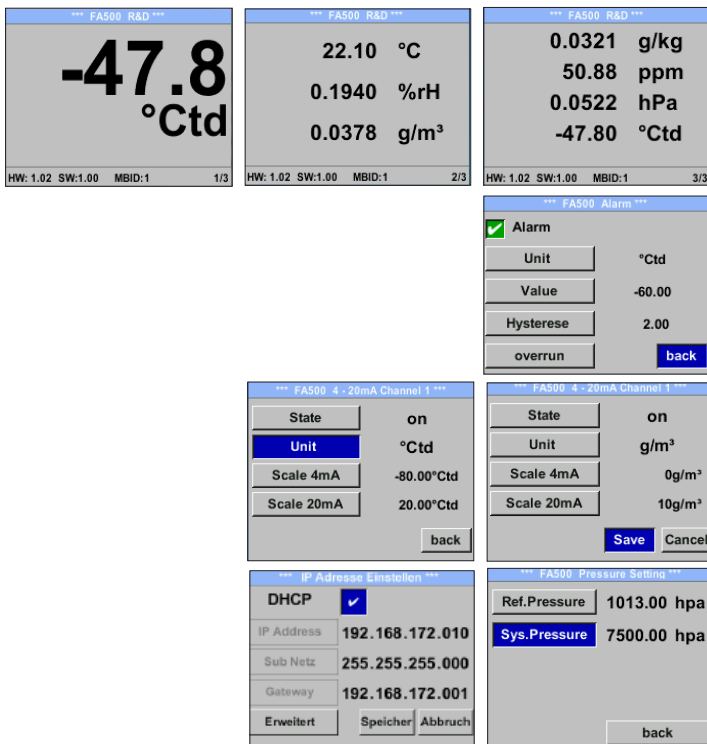 *** FA500 R&D ***
-47.8
°Ctd
HW: 1.02 SW:1.00 MBID:1 1/3
*** FA500 R&D ***
22.10 °C
0.1940 %rH
0.0378 g/m³
HW: 1.02 SW:1.00 MBID:1 2/3
*** FA500 R&D ***
0.0321 g/kg
50.88 ppm
0.0522 hPa
-47.80 °Ctd
HW: 1.02 SW:1.00 MBID:1 3/3
*** FA500 Alarm ***
Alarm
Unit °Ctd
Value -60.00
Hysterese 2.00
overrun back
*** FA500 4 - 20mA Channel 1 ***
State on
Unit °Ctd
Scale 4mA -80.00°Ctd
Scale 20mA 20.00°Ctd
back
*** FA500 4 - 20mA Channel 1 ***
State on
Unit g/m³
Scale 4mA 0g/m³
Scale 20mA 10g/m³
Save Cancel
*** IP Adresse Einstellen ***
DHCP
IP Address 192.168.172.010
Sub Netz 255.255.255.000
Gateway 192.168.172.001
Erweitert Speicher Abbruch
*** FA500 Pressure Setting ***
Ref.Pressure 1013.00 hpa
Sys.Pressure 7500.00 hpa
back